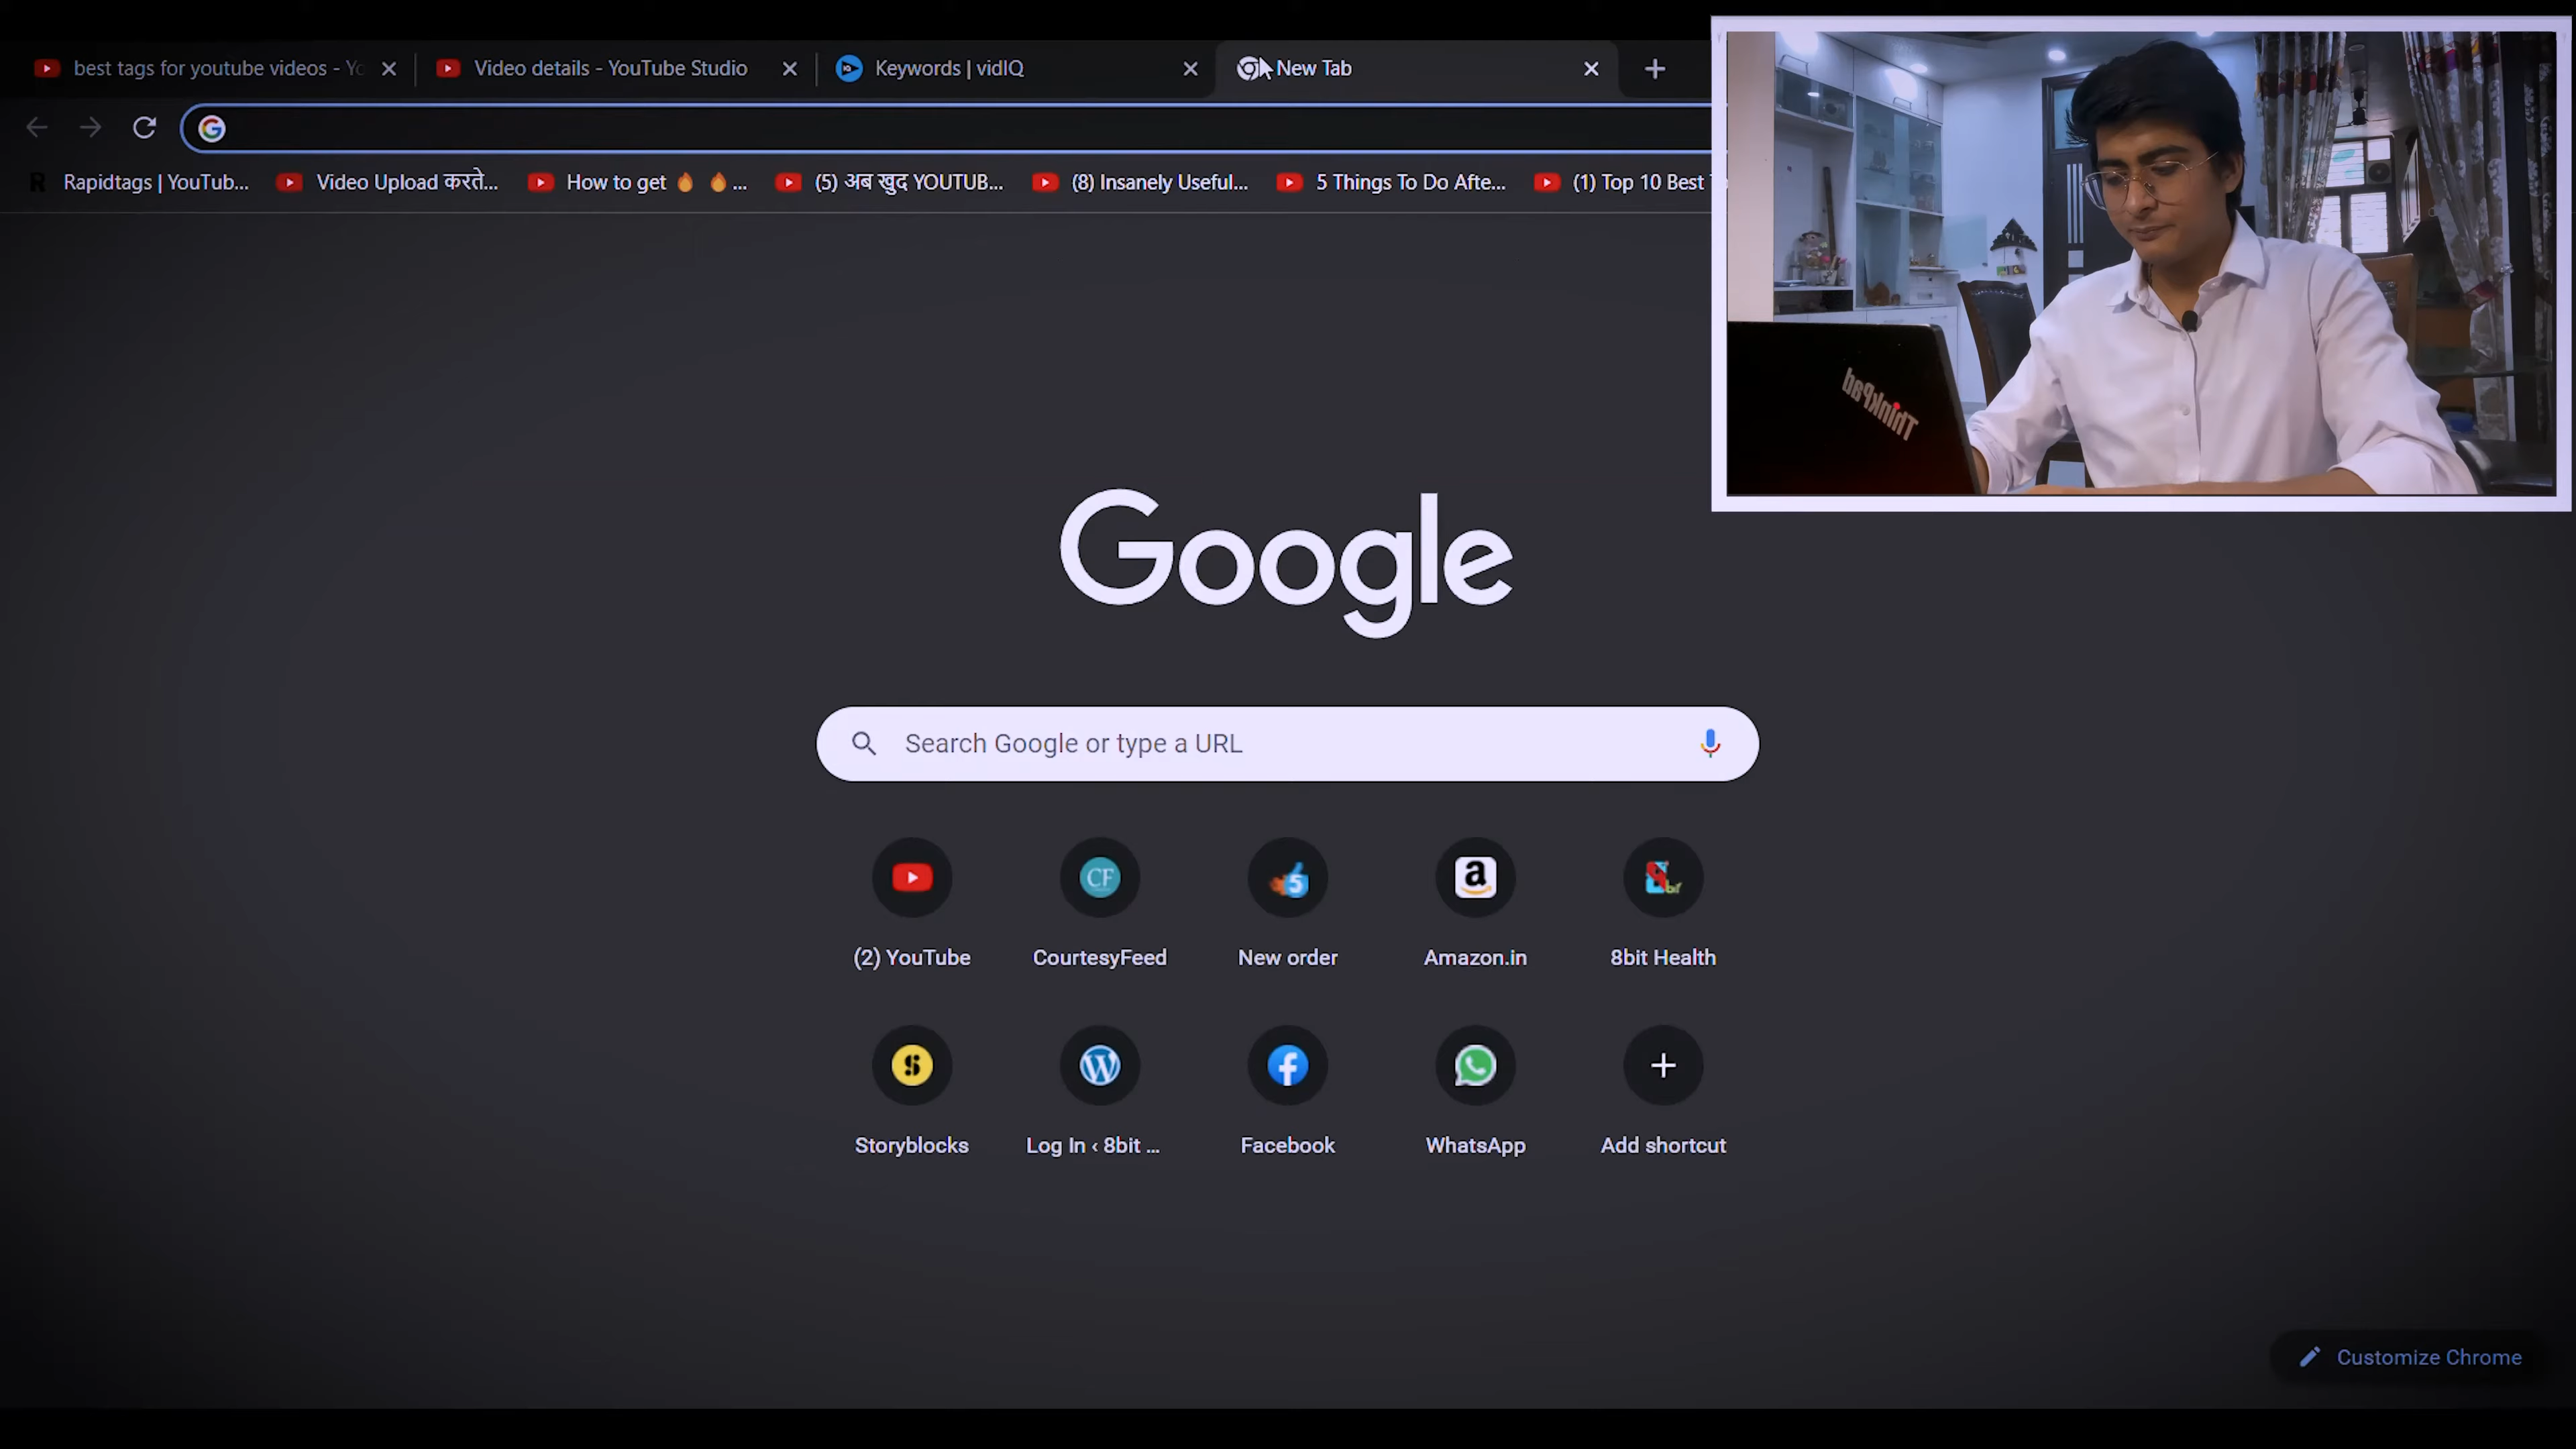 best tags for youtube videos - Yo
Video details - YouTube Studio
Keywords | vidIQ
New Tab
Rapidtags | YouTub...
Video Upload करते...
How to get 🔥 🔥 ...
(5) अब खुद YOUTUB...
(8) Insanely Useful...
5 Things To Do Afte...
(1) Top 10 Best
ThinkPad
Google
Search Google or type a URL
(2) YouTube
CF
CourtesyFeed
5
New order
a
Amazon.in
8bit Health
Storyblocks
Log In ‹ 8bit ...
Facebook
WhatsApp
Add shortcut
Customize Chrome